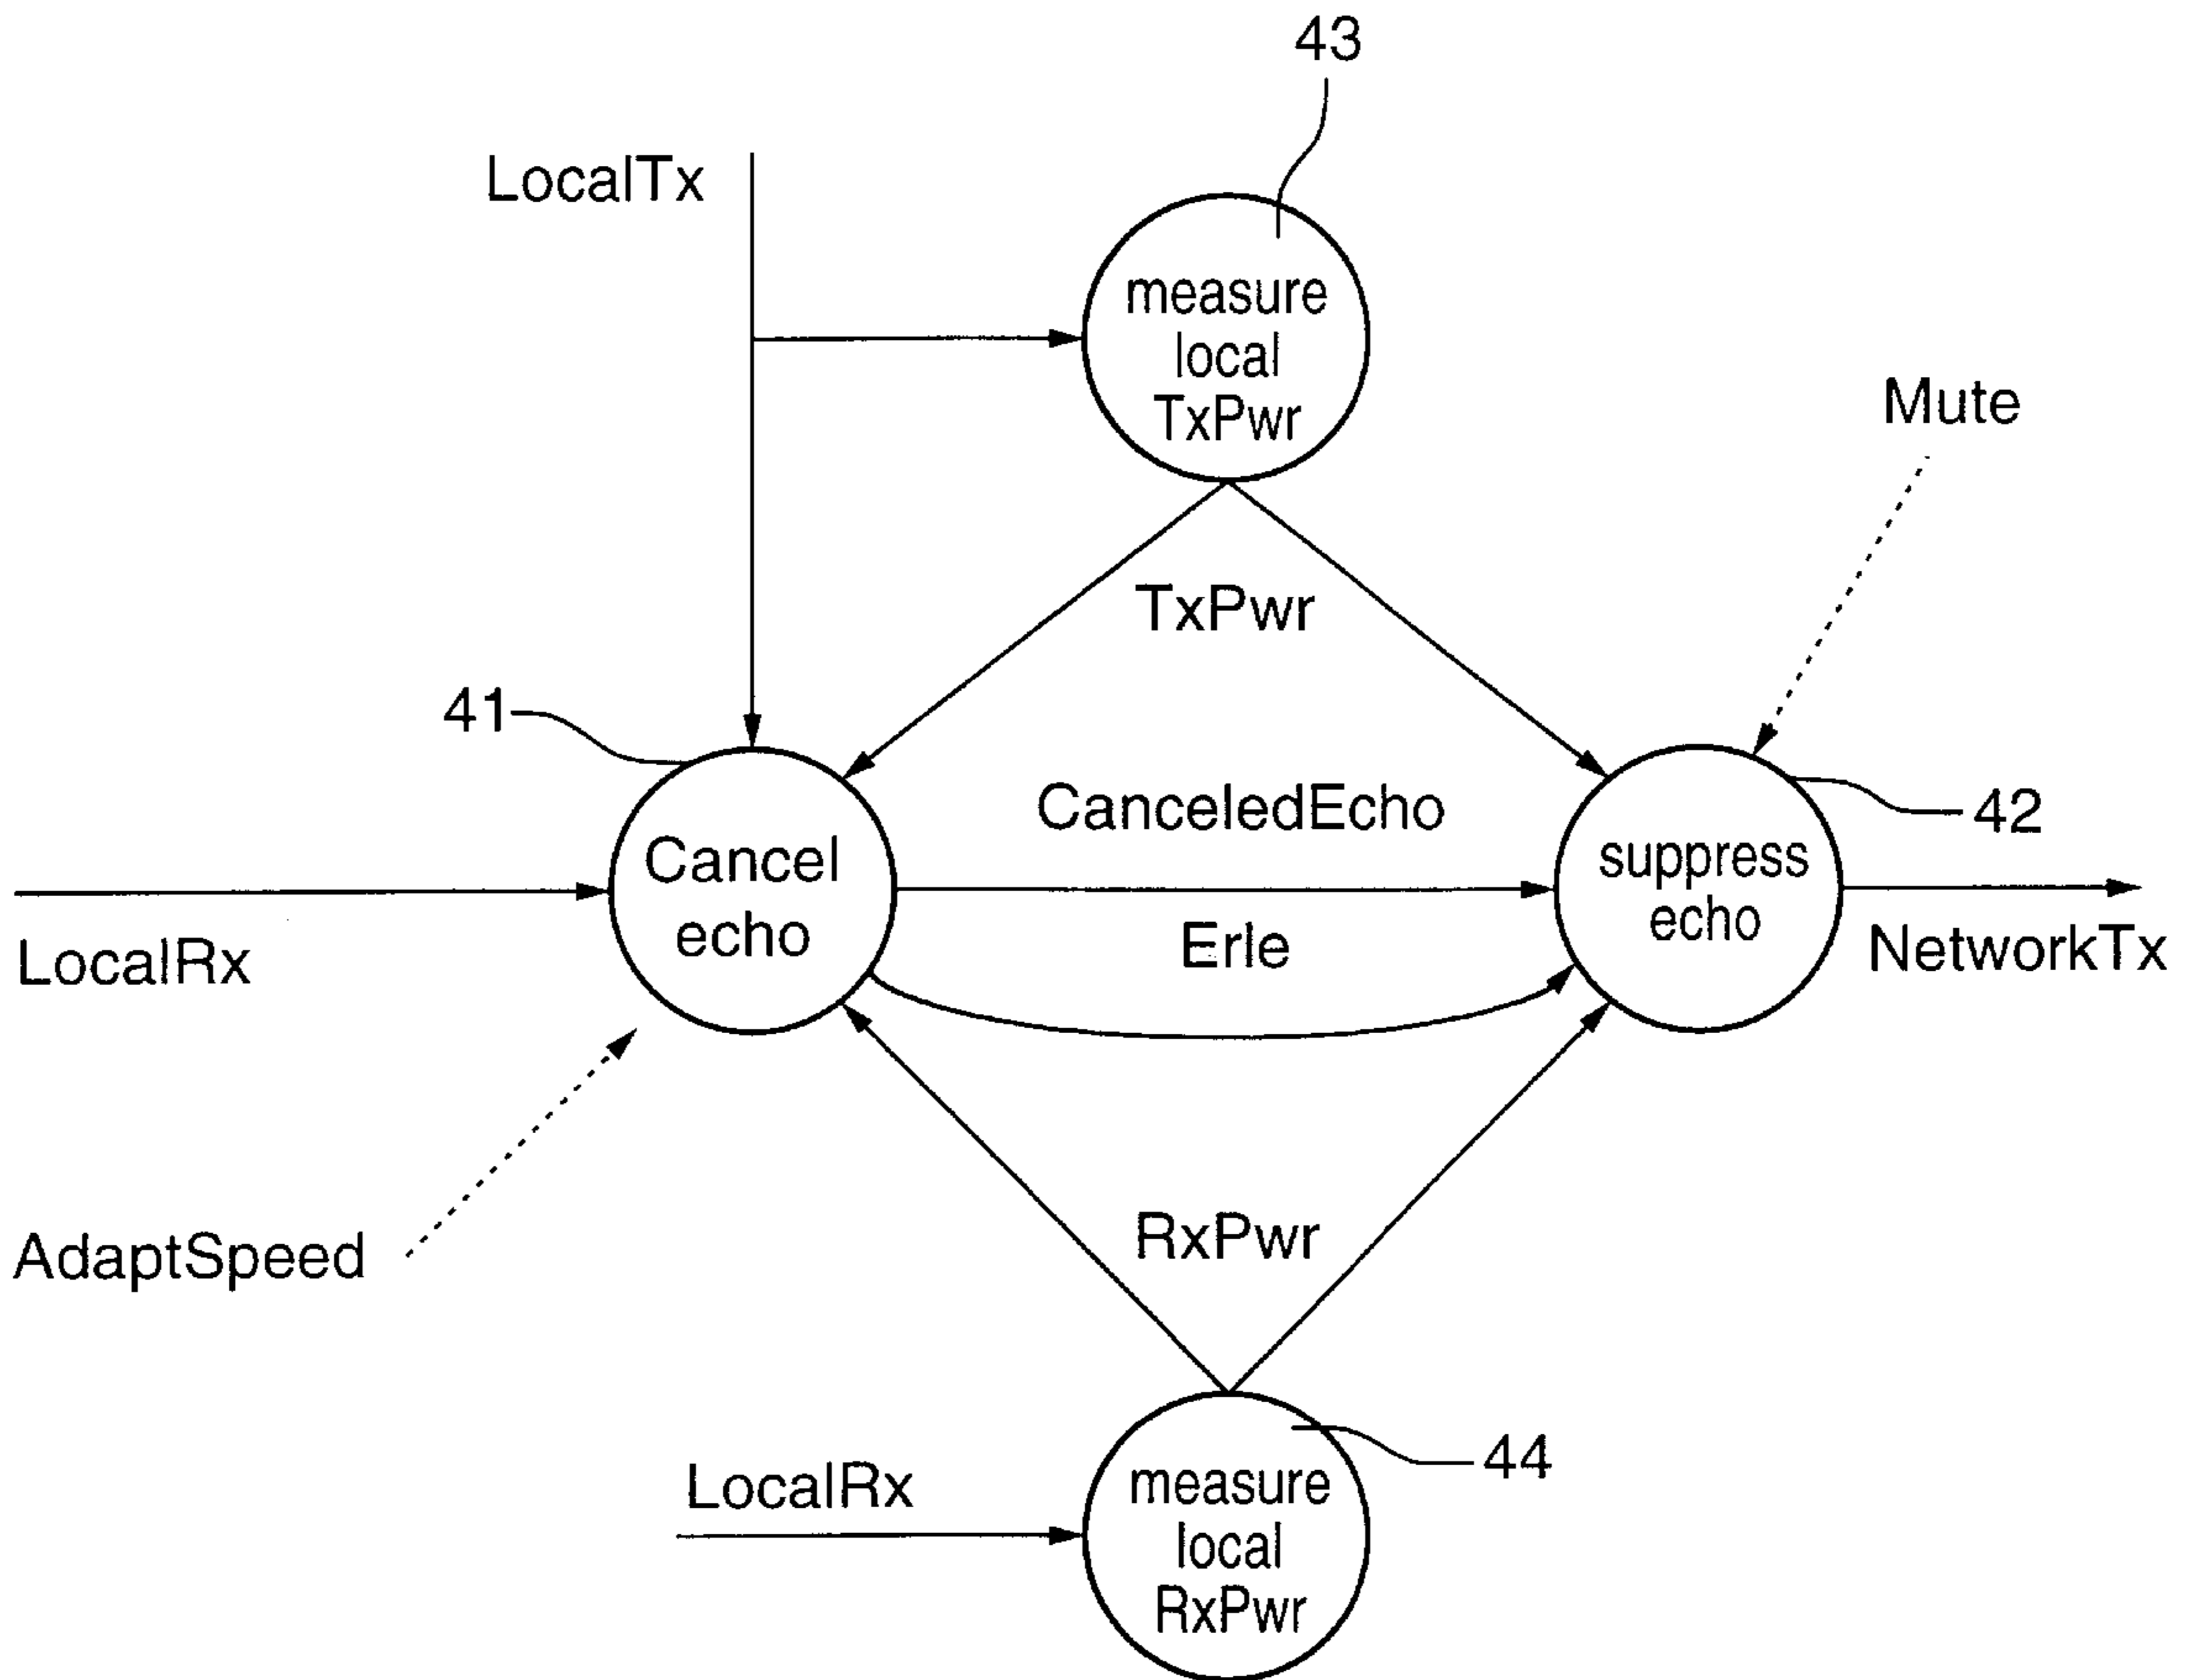 43
LocalTx
measure
local
TxPwr
Mute
TxPwr
41
CanceledEcho
42
Cancel
echo
suppress
echo
Erle
LocalRx
NetworkTx
RxPwr
AdaptSpeed
44
LocalRx
measure
local
RxPwr